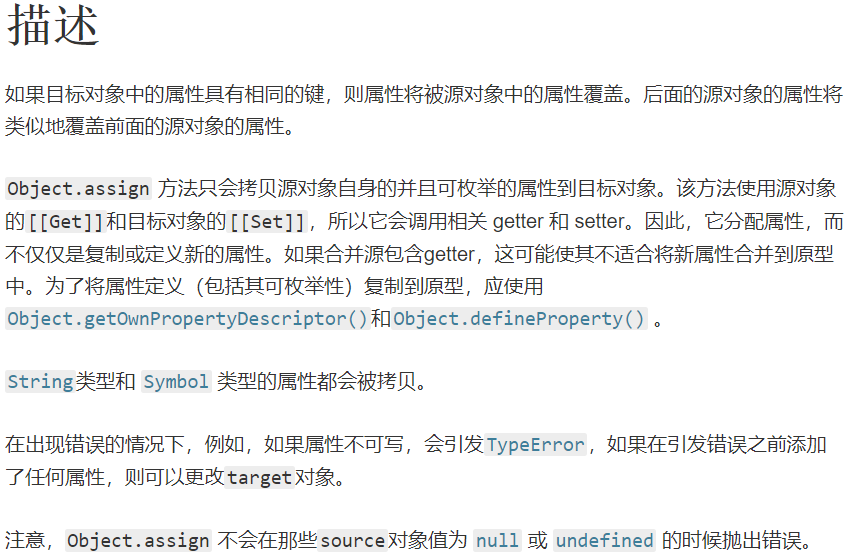 描述
如果目标对象中的属性具有相同的键，则属性将被源对象中的属性覆盖。后面的源对象的属性将
类似地覆盖前面的源对象的属性。
Object.assign 方法只会拷贝源对象自身的并且可枚举的属性到目标对象。该方法使用源对象
的[[Get]]和目标对象的[[Set]]，所以它会调用相关 getter 和 setter。因此，它分配属性，而
不仅仅是复制或定义新的属性。如果合并源包含getter，这可能使其不适合将新属性合并到原型
中。为了将属性定义（包括其可枚举性）复制到原型，应使用
Object.getOwnPropertyDescriptor()和Object.defineProperty() 。
String类型和 Symbol 类型的属性都会被拷贝。
在出现错误的情况下，例如，如果属性不可写，会引发TypeError，如果在引发错误之前添加
了任何属性，则可以更改target对象。
注意，Object.assign 不会在那些source对象值为 null 或 undefined 的时候抛出错误。